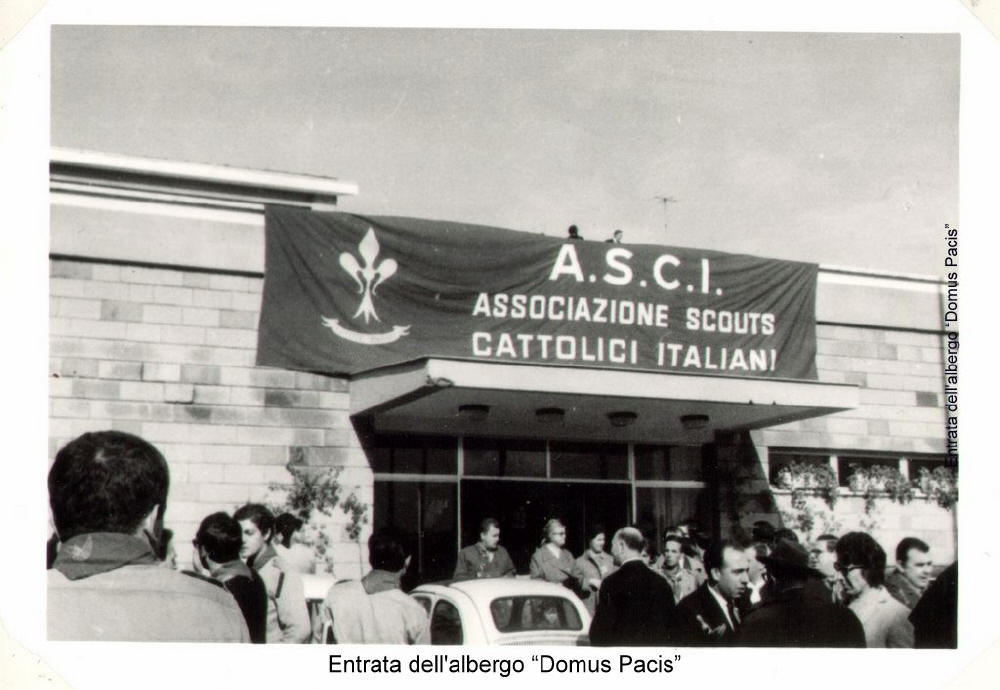 A.S.C.I.
ASSOCIAZIONE SCOUTS
CATTOLICI ITALIANI
Entrata dell'albergo “Domus Pacis”
Entrata dell'albergo “Domus Pacis”